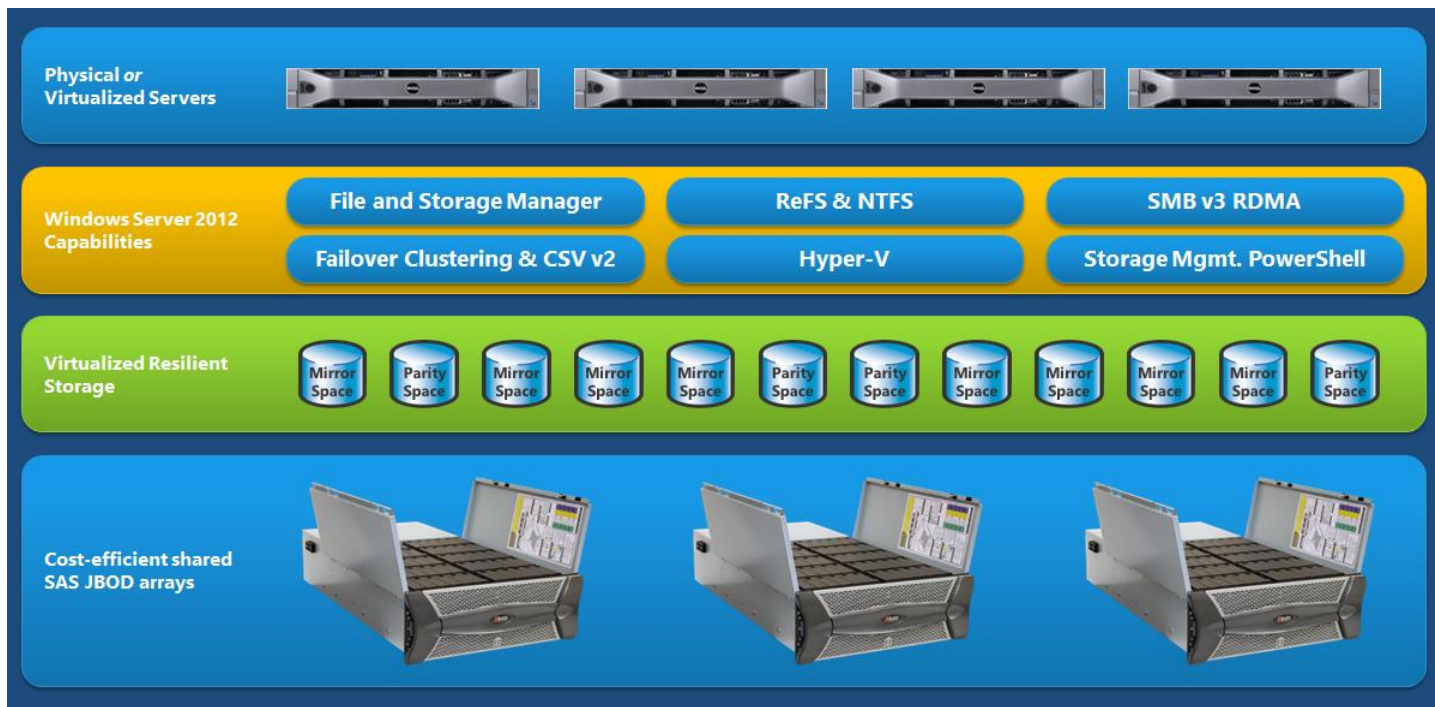 Physical or
Virtualized Servers
Windows Server 2012
Capabilities
File and Storage Manager
ReFS & NTFS
SMB v3 RDMA
Failover Clustering & CSV v2
Hyper-V
Storage Mgmt. PowerShell
Virtualized Resilient
Storage
Mirror
Space
Parity
Space
Mirror
Space
Mirror
Space
Mirror
Space
Parity
Space
Parity
Space
Mirror
Space
Mirror
Space
Mirror
Space
Mirror
Space
Parity
Space
Cost-efficient shared
SAS JBOD arrays